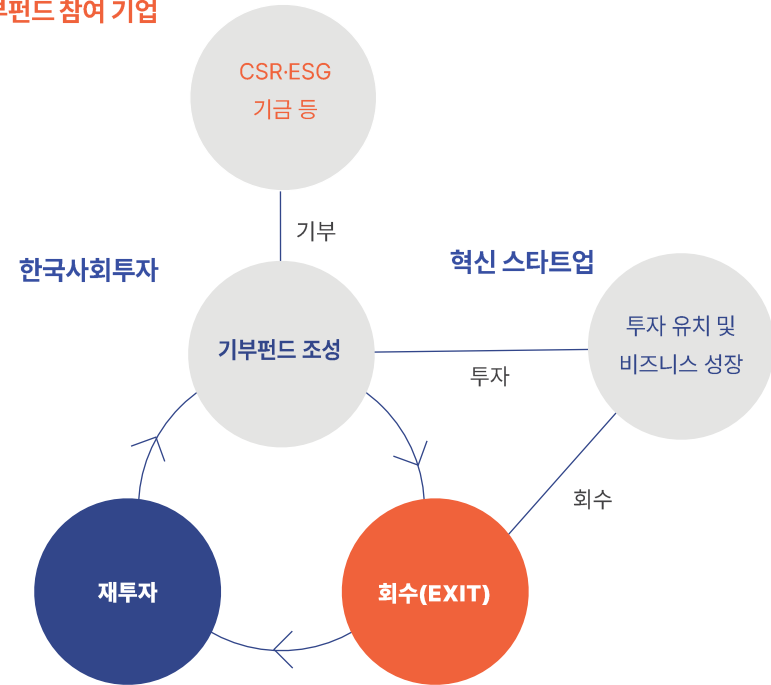 펀드 참여 기업
CSR·ESG
기금 등
기부
한국사회투자
혁신 스타트업
기부펀드 조성
투자 유치 및
비즈니스 성장
투자
회수
재투자
회수(EXIT)